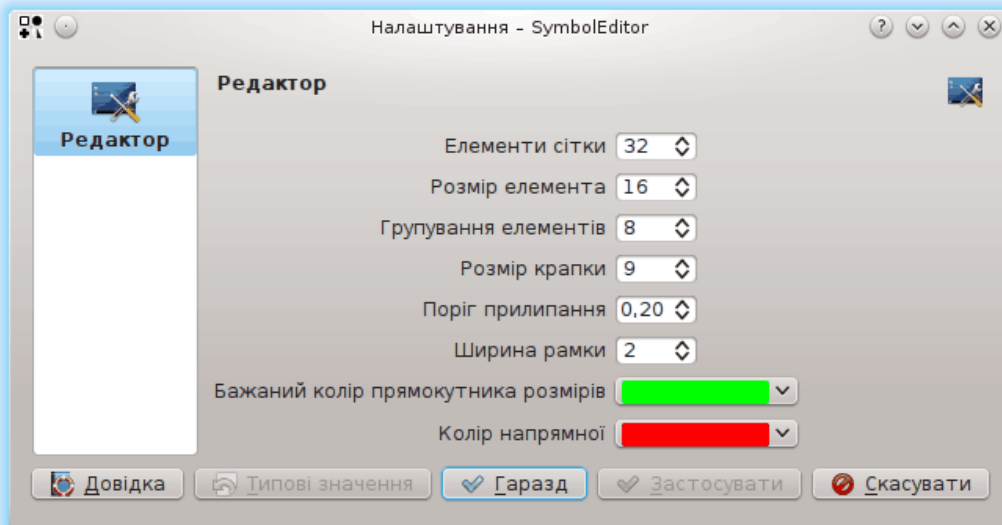 Налаштування – SymbolEditor
Редактор
Редактор
Елементи сітки 32
Розмір елемента 16
Групування елементів 8
Розмір крапки 9
Поріг прилипання 0,20
Ширина рамки 2
Бажаний колір прямокутника розмірів
Колір напрямної
Довідка Типові значення Гаразд Застосувати Скасувати